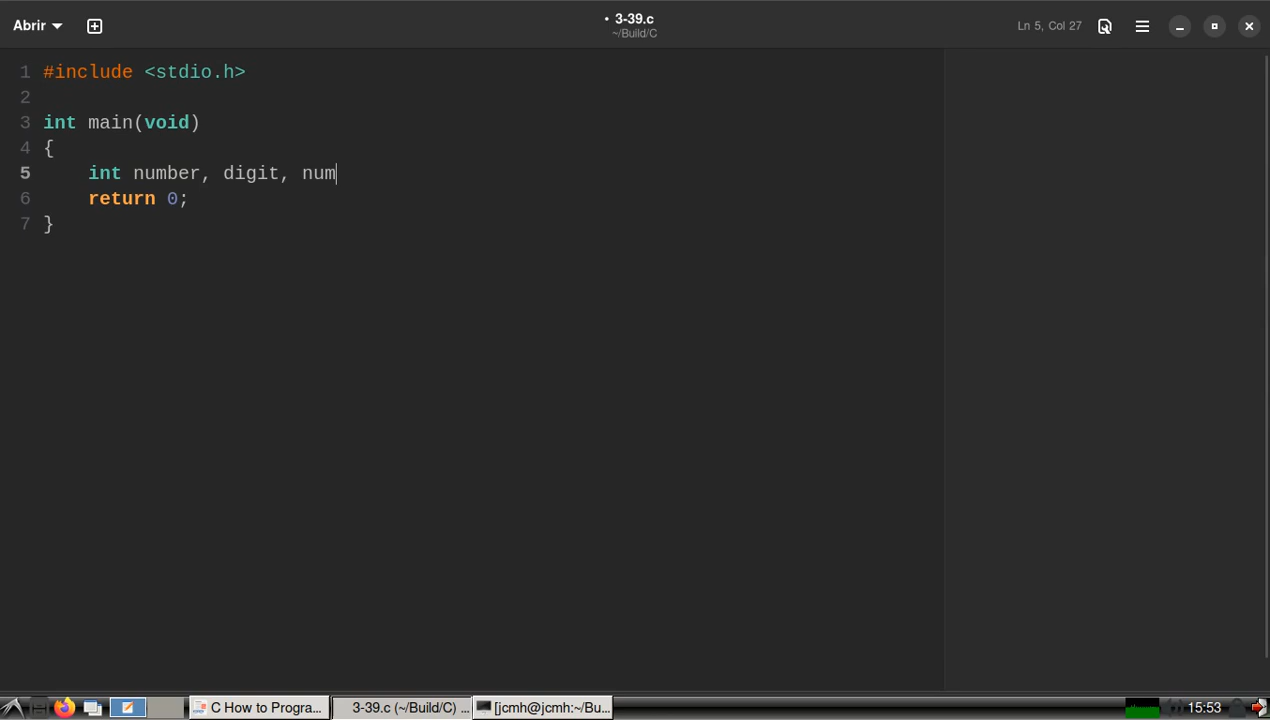 Abrir
• 3-39.c
~/Build/C
Ln 5, Col 27
1 #include <stdio.h>
2
3 int main(void)
4 {
5     int number, digit, num
6     return 0;
7 }
C How to Progra...
3-39.c (~/Build/C) ...
[jcmh@jcmh:~/Bu...
15:53